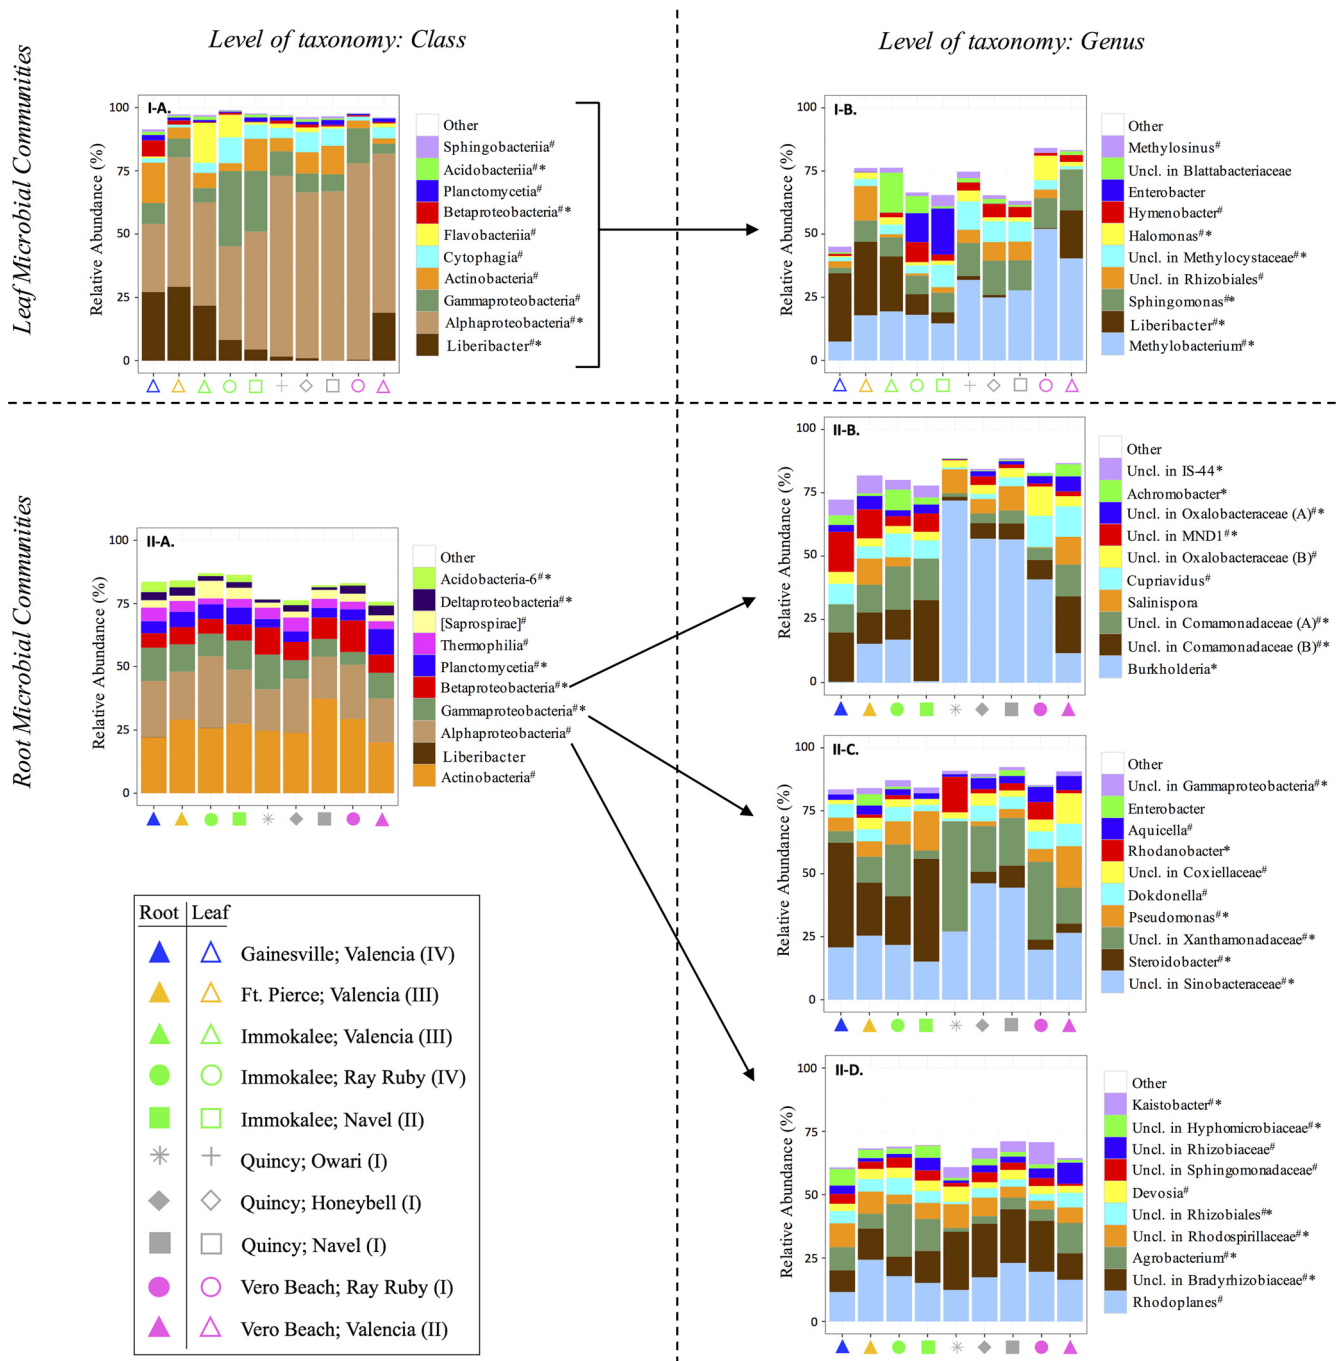 Level of taxonomy: Class
Level of taxonomy: Genus
Leaf Microbial Communities
I-A.
Relative Abundance (%)
100
75
50
25
0
Other
Sphingobacteriia#
Acidobacteriia#*
Planctomycetia#
Betaproteobacteria#*
Flavobacteriia#
Cytophagia#
Actinobacteria#
Gammaproteobacteria#
Alphaproteobacteria#*
Liberibacter#*
I-B.
Relative Abundance (%)
100
75
50
25
0
Other
Methylosinus#
Uncl. in Blattabacteriaceae
Enterobacter
Hymenobacter#
Halomonas#*
Uncl. in Methylocystaceae#*
Uncl. in Rhizobiales#
Sphingomonas#*
Liberibacter#*
Methylobacterium#*
Root Microbial Communities
II-A.
Relative Abundance (%)
100
75
50
25
0
Other
Acidobacteria-6#*
Deltaproteobacteria#*
[Saprospirae]#
Thermophilia#
Planctomycetia#*
Betaproteobacteria#*
Gammaproteobacteria#*
Alphaproteobacteria#
Liberibacter
Actinobacteria#
II-B.
Relative Abundance (%)
100
75
50
25
0
Other
Uncl. in IS-44*
Achromobacter*
Uncl. in Oxalobacteraceae (A)#*
Uncl. in MND1#*
Uncl. in Oxalobacteraceae (B)#
Cupriavidus#
Salinispora
Uncl. in Comamonadaceae (A)#*
Uncl. in Comamonadaceae (B)#*
Burkholderia*
II-C.
Relative Abundance (%)
100
75
50
25
0
Other
Uncl. in Gammaproteobacteria#*
Enterobacter
Aquicella#
Rhodanobacter*
Uncl. in Coxiellaceae#
Dokdonella#
Pseudomonas#*
Uncl. in Xanthamonadaceae#*
Steroidobacter#*
Uncl. in Sinobacteraceae#*
II-D.
Relative Abundance (%)
100
75
50
25
0
Other
Kaistobacter#*
Uncl. in Hyphomicrobiaceae#*
Uncl. in Rhizobiaceae#
Uncl. in Sphingomonadaceae#
Devosia#
Uncl. in Rhizobiales#*
Uncl. in Rhodospirillaceae#*
Agrobacterium#*
Uncl. in Bradyrhizobiaceae#*
Rhodoplanes#
Root Leaf
Gainesville; Valencia (IV)
Ft. Pierce; Valencia (III)
Immokalee; Valencia (III)
Immokalee; Ray Ruby (IV)
Immokalee; Navel (II)
Quincy; Owari (I)
Quincy; Honeybell (I)
Quincy; Navel (I)
Vero Beach; Ray Ruby (I)
Vero Beach; Valencia (II)